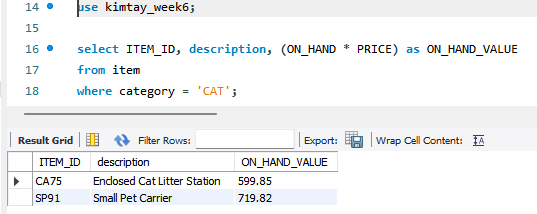 14 use kimtay_week6;
15
16 select ITEM_ID, description, (ON_HAND * PRICE) as ON_HAND_VALUE
17 from item
18 where category = 'CAT';
Result Grid Filter Rows: Export: Wrap Cell Content: IA
ITEM_ID description ON_HAND_VALUE
CA75 Enclosed Cat Litter Station 599.85
SP91 Small Pet Carrier 719.82